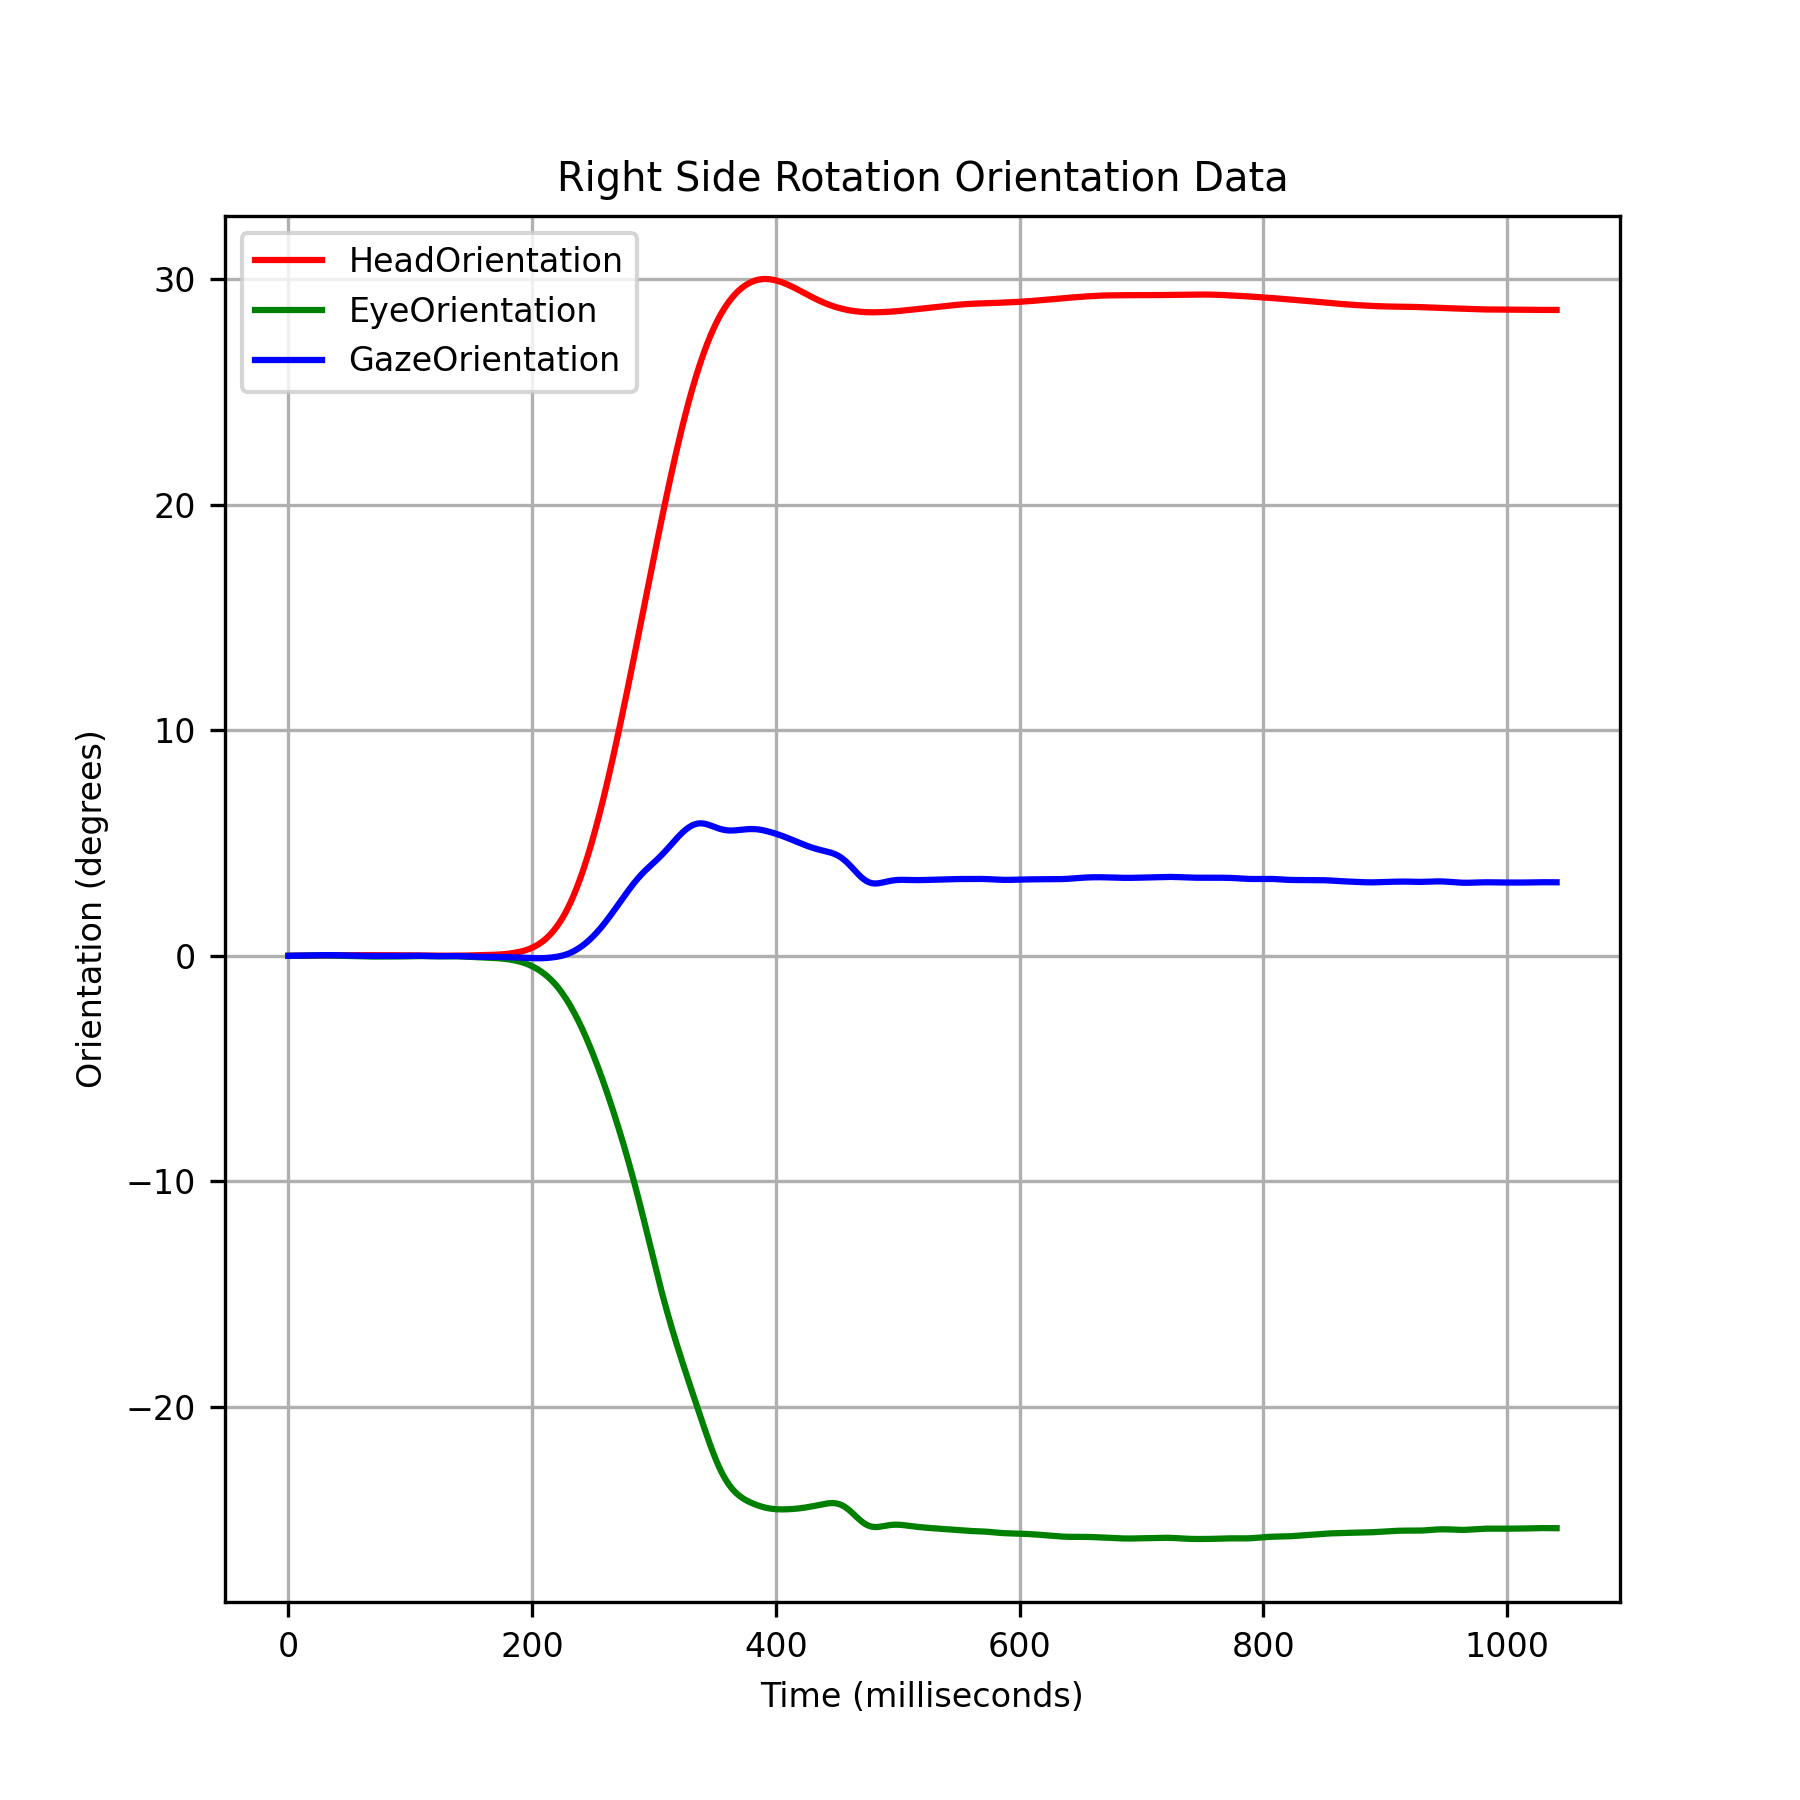 Right Side Rotation Orientation Data
HeadOrientation
EyeOrientation
GazeOrientation
30
20
10
0
−10
−20
Orientation (degrees)
0 200 400 600 800 1000
Time (milliseconds)